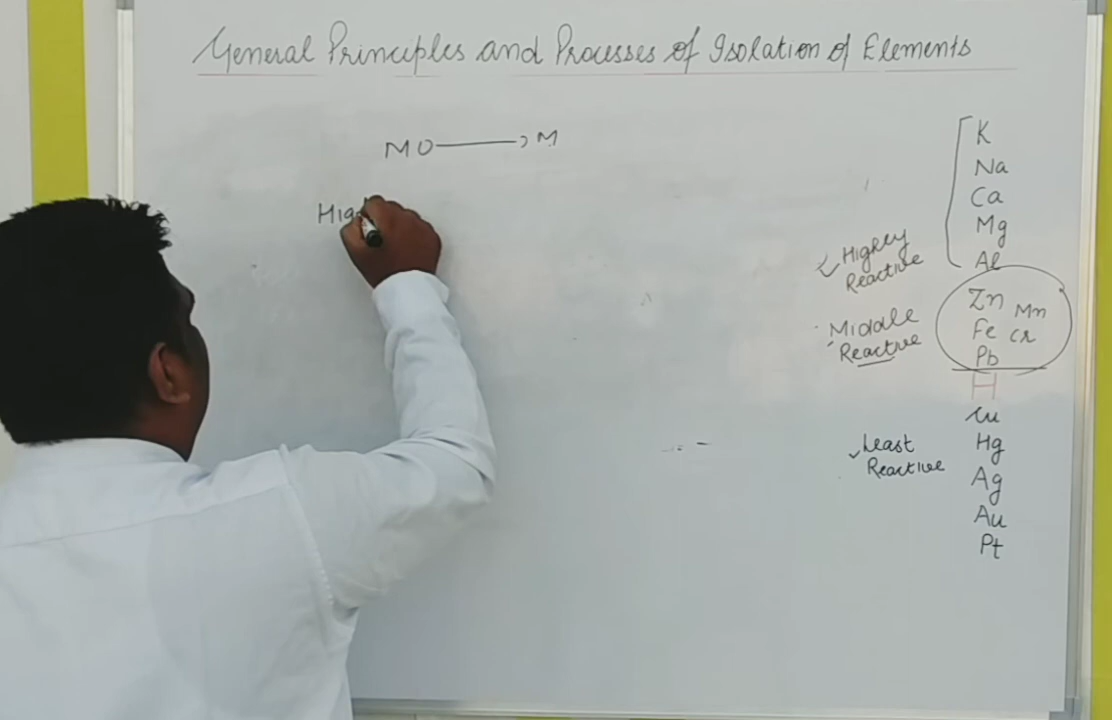 General Principles and Processes of Isolation of Elements
MO → M
Hig
K
Na
Ca
Mg
Al
Highly
Reactive
Zn Mn
Fe Cr
Pb
Middle
Reactive
H
Cu
Hg
Least
Reactive
Ag
Au
Pt